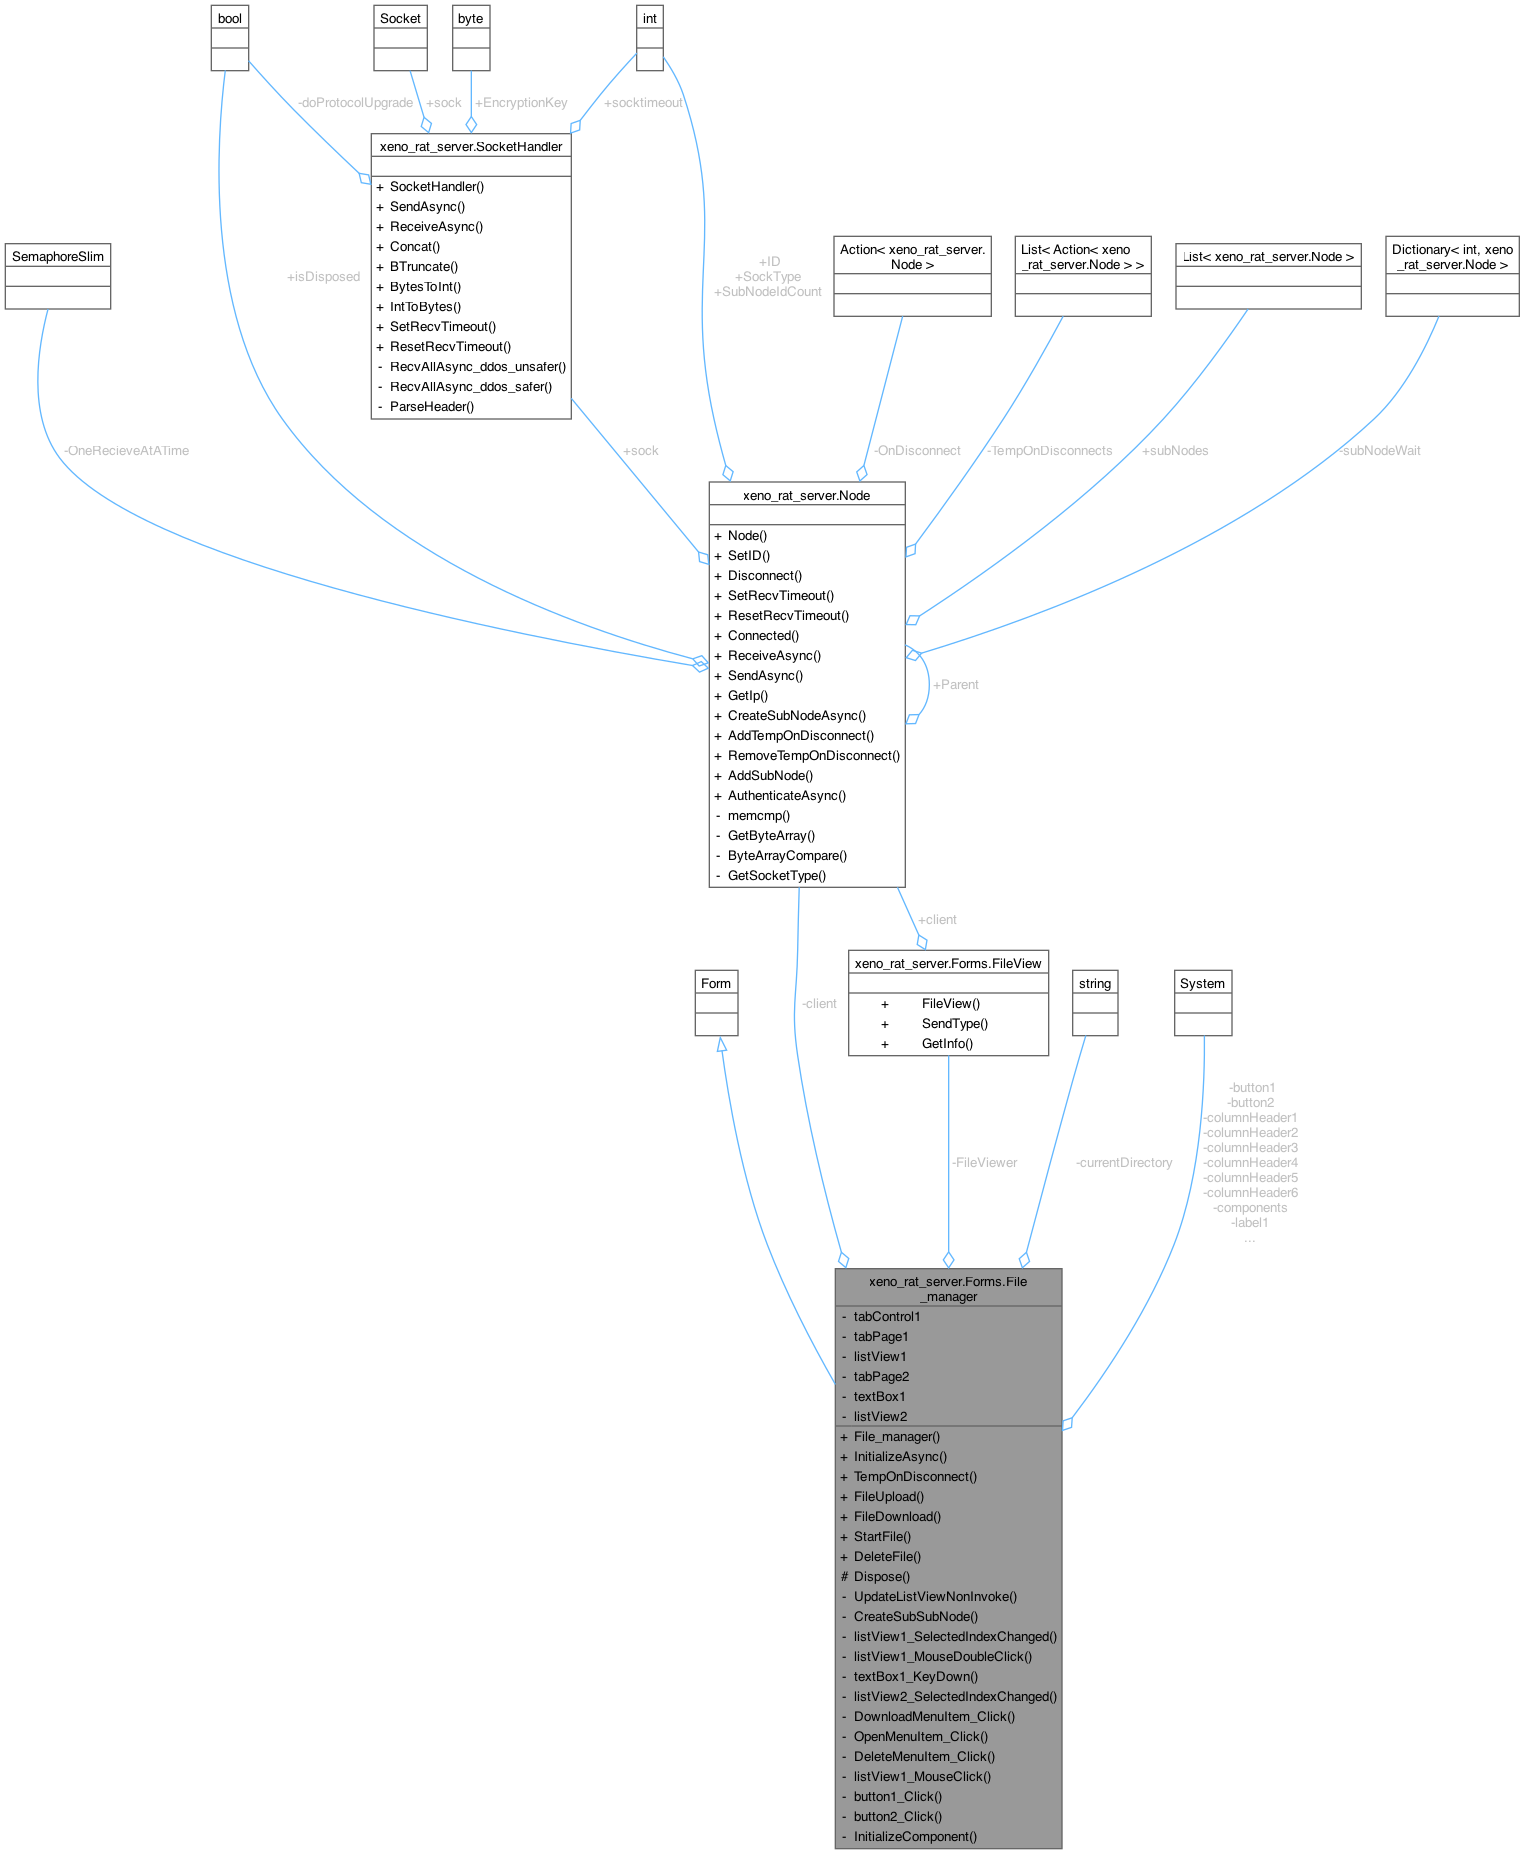 bool
Socket
byte
int
-doProtocolUpgrade
+sock
+EncryptionKey
+socktimeout
xeno_rat_server.SocketHandler
+ SocketHandler()
+ SendAsync()
+ ReceiveAsync()
+ Concat()
+ BTruncate()
+ BytesToInt()
+ IntToBytes()
+ SetRecvTimeout()
+ ResetRecvTimeout()
- RecvAllAsync_ddos_unsafer()
- RecvAllAsync_ddos_safer()
- ParseHeader()
SemaphoreSlim
+isDisposed
+ID
+SockType
+SubNodeIdCount
Action< xeno_rat_server.
Node >
List< Action< xeno
_rat_server.Node > >
List< xeno_rat_server.Node >
Dictionary< int, xeno
_rat_server.Node >
-OneRecieveAtATime
+sock
-OnDisconnect
-TempOnDisconnects
+subNodes
-subNodeWait
xeno_rat_server.Node
+ Node()
+ SetID()
+ Disconnect()
+ SetRecvTimeout()
+ ResetRecvTimeout()
+ Connected()
+ ReceiveAsync()
+ SendAsync()
+ GetIp()
+ CreateSubNodeAsync()
+ AddTempOnDisconnect()
+ RemoveTempOnDisconnect()
+ AddSubNode()
+ AuthenticateAsync()
- memcmp()
- GetByteArray()
- ByteArrayCompare()
- GetSocketType()
+Parent
+client
-client
xeno_rat_server.Forms.FileView
+ FileView()
+ SendType()
+ GetInfo()
Form
string
System
-FileViewer
-currentDirectory
-button1
-button2
-columnHeader1
-columnHeader2
-columnHeader3
-columnHeader4
-columnHeader5
-columnHeader6
-components
-label1
...
xeno_rat_server.Forms.File
_manager
- tabControl1
- tabPage1
- listView1
- tabPage2
- textBox1
- listView2
+ File_manager()
+ InitializeAsync()
+ TempOnDisconnect()
+ FileUpload()
+ FileDownload()
+ StartFile()
+ DeleteFile()
# Dispose()
- UpdateListViewNonInvoke()
- CreateSubSubNode()
- listView1_SelectedIndexChanged()
- listView1_MouseDoubleClick()
- textBox1_KeyDown()
- listView2_SelectedIndexChanged()
- DownloadMenuItem_Click()
- OpenMenuItem_Click()
- DeleteMenuItem_Click()
- listView1_MouseClick()
- button1_Click()
- button2_Click()
- InitializeComponent()